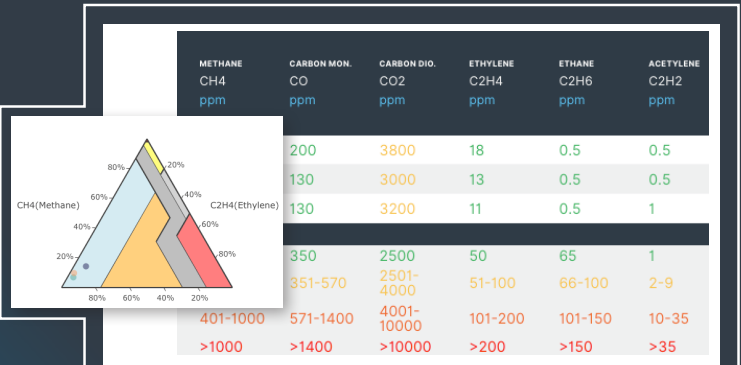 METHANE CARBON MON. CARBON DIO. ETHYLENE ETHANE ACETYLENE
CH4 CO CO2 C2H4 C2H6 C2H2
ppm ppm ppm ppm ppm ppm
200 3800 18 0.5 0.5
130 3000 13 0.5 0.5
130 3200 11 0.5 1
350 2500 50 65 1
351-570 2501-4000 51-100 66-100 2-9
401-1000 571-1400 4001-10000 101-200 101-150 10-35
>1000 >1400 >10000 >200 >150 >35
80% 20%
60% 40%
CH4(Methane) C2H4(Ethylene)
40% 60%
20% 80%
80% 60% 40% 20%